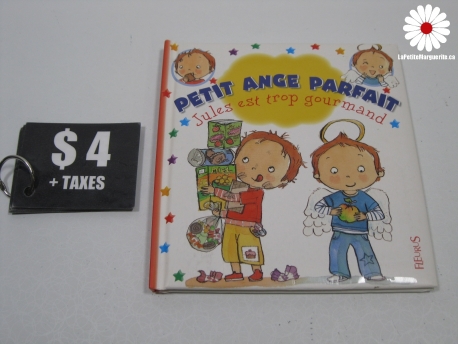 LaPetiteMarguerite.ca
PETIT ANGE PARFAIT
Jules est trop gourmand
$4
+ TAXES
FLEURUS